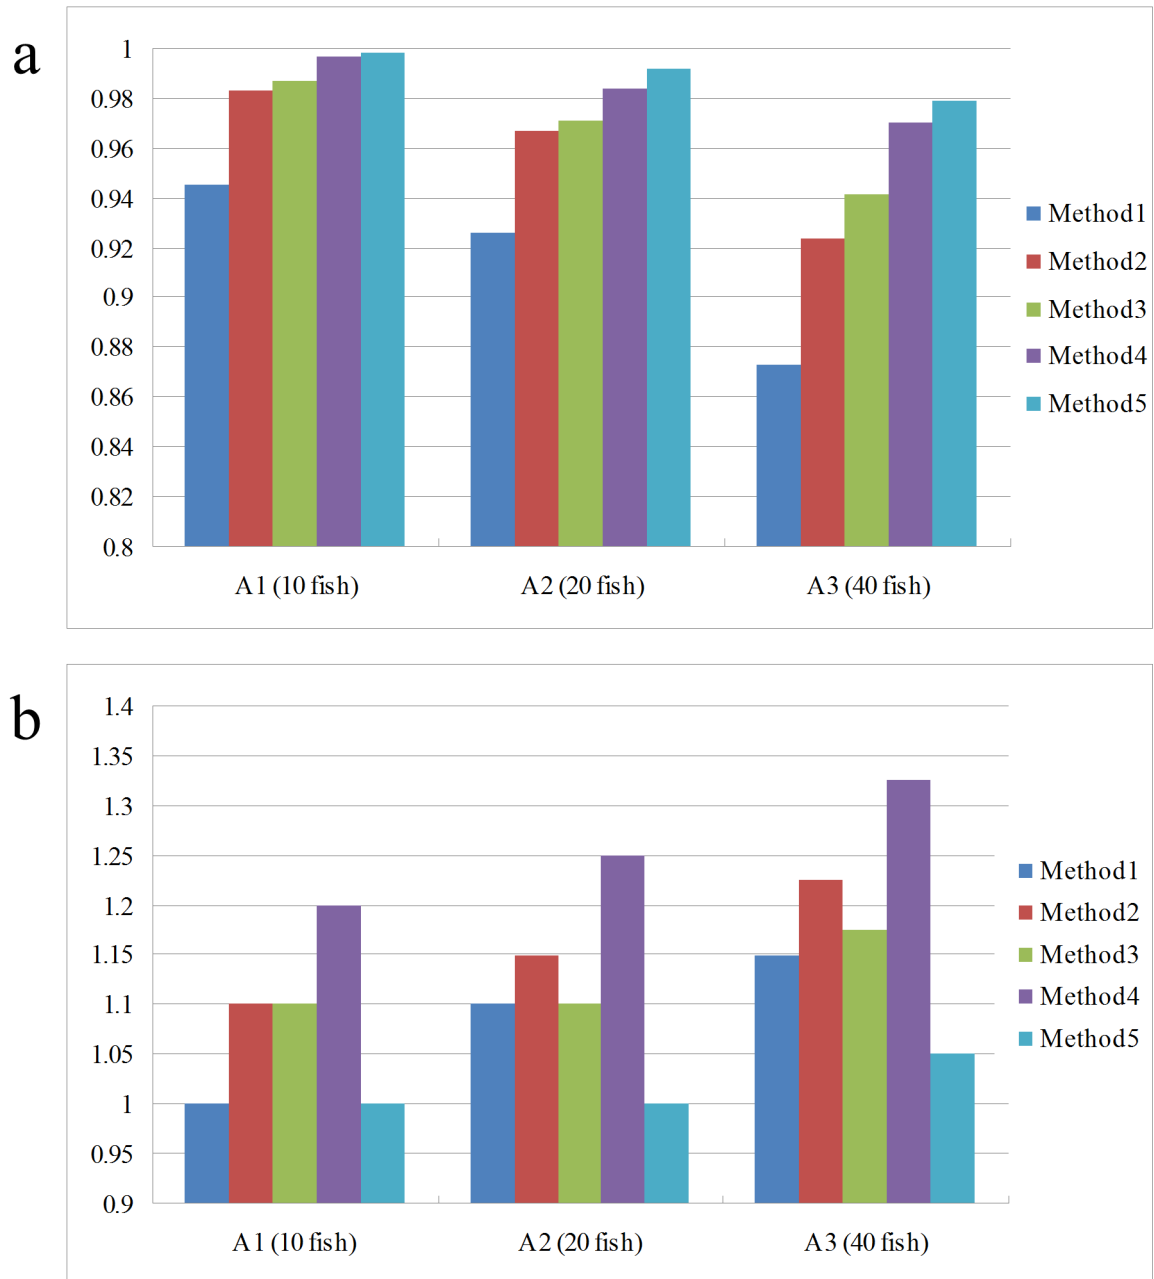 a
1
0.98
0.96
0.94
0.92
0.9
0.88
0.86
0.84
0.82
0.8
A1 (10 fish) A2 (20 fish) A3 (40 fish)
Method1
Method2
Method3
Method4
Method5
b
1.4
1.35
1.3
1.25
1.2
1.15
1.1
1.05
1
0.95
0.9
A1 (10 fish) A2 (20 fish) A3 (40 fish)
Method1
Method2
Method3
Method4
Method5